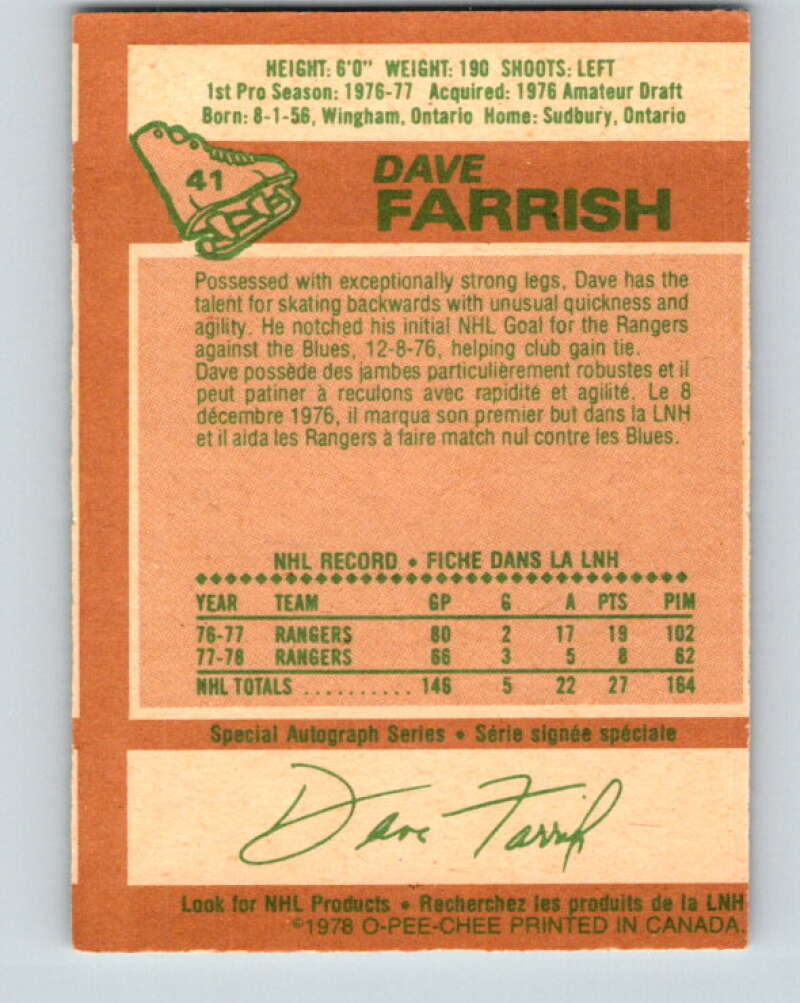 HEIGHT: 6'0" WEIGHT: 190 SHOOTS: LEFT
1st Pro Season: 1976-77 Acquired: 1976 Amateur Draft
Born: 8-1-56, Wingham, Ontario Home: Sudbury, Ontario
41
DAVE
FARRISH
Possessed with exceptionally strong legs, Dave has the
talent for skating backwards with unusual quickness and
agility. He notched his initial NHL Goal for the Rangers
against the Blues, 12-8-76, helping club gain tie.
Dave possède des jambes particulièrement robustes et il
peut patiner à reculons avec rapidité et agilité. Le 8
décembre 1976, il marqua son premier but dans la LNH
et il aida les Rangers à faire match nul contre les Blues.
NHL RECORD • FICHE DANS LA LNH
YEAR TEAM GP G A PTS PIM
76-77 RANGERS 80 2 17 19 102
77-78 RANGERS 66 3 5 8 62
NHL TOTALS .......... 146 5 22 27 164
Special Autograph Series • Série signée spéciale
Dave Farrish
Look for NHL Products • Recherchez les produits de la LNH
©1978 O-PEE-CHEE PRINTED IN CANADA.